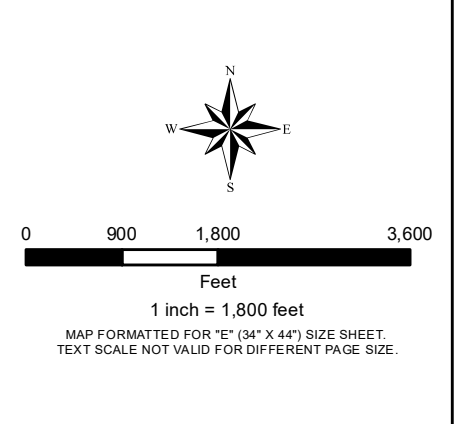 N
W E
S
0 900 1,800 3,600
Feet
1 inch = 1,800 feet
MAP FORMATTED FOR "E" (34" X 44") SIZE SHEET.
TEXT SCALE NOT VALID FOR DIFFERENT PAGE SIZE.